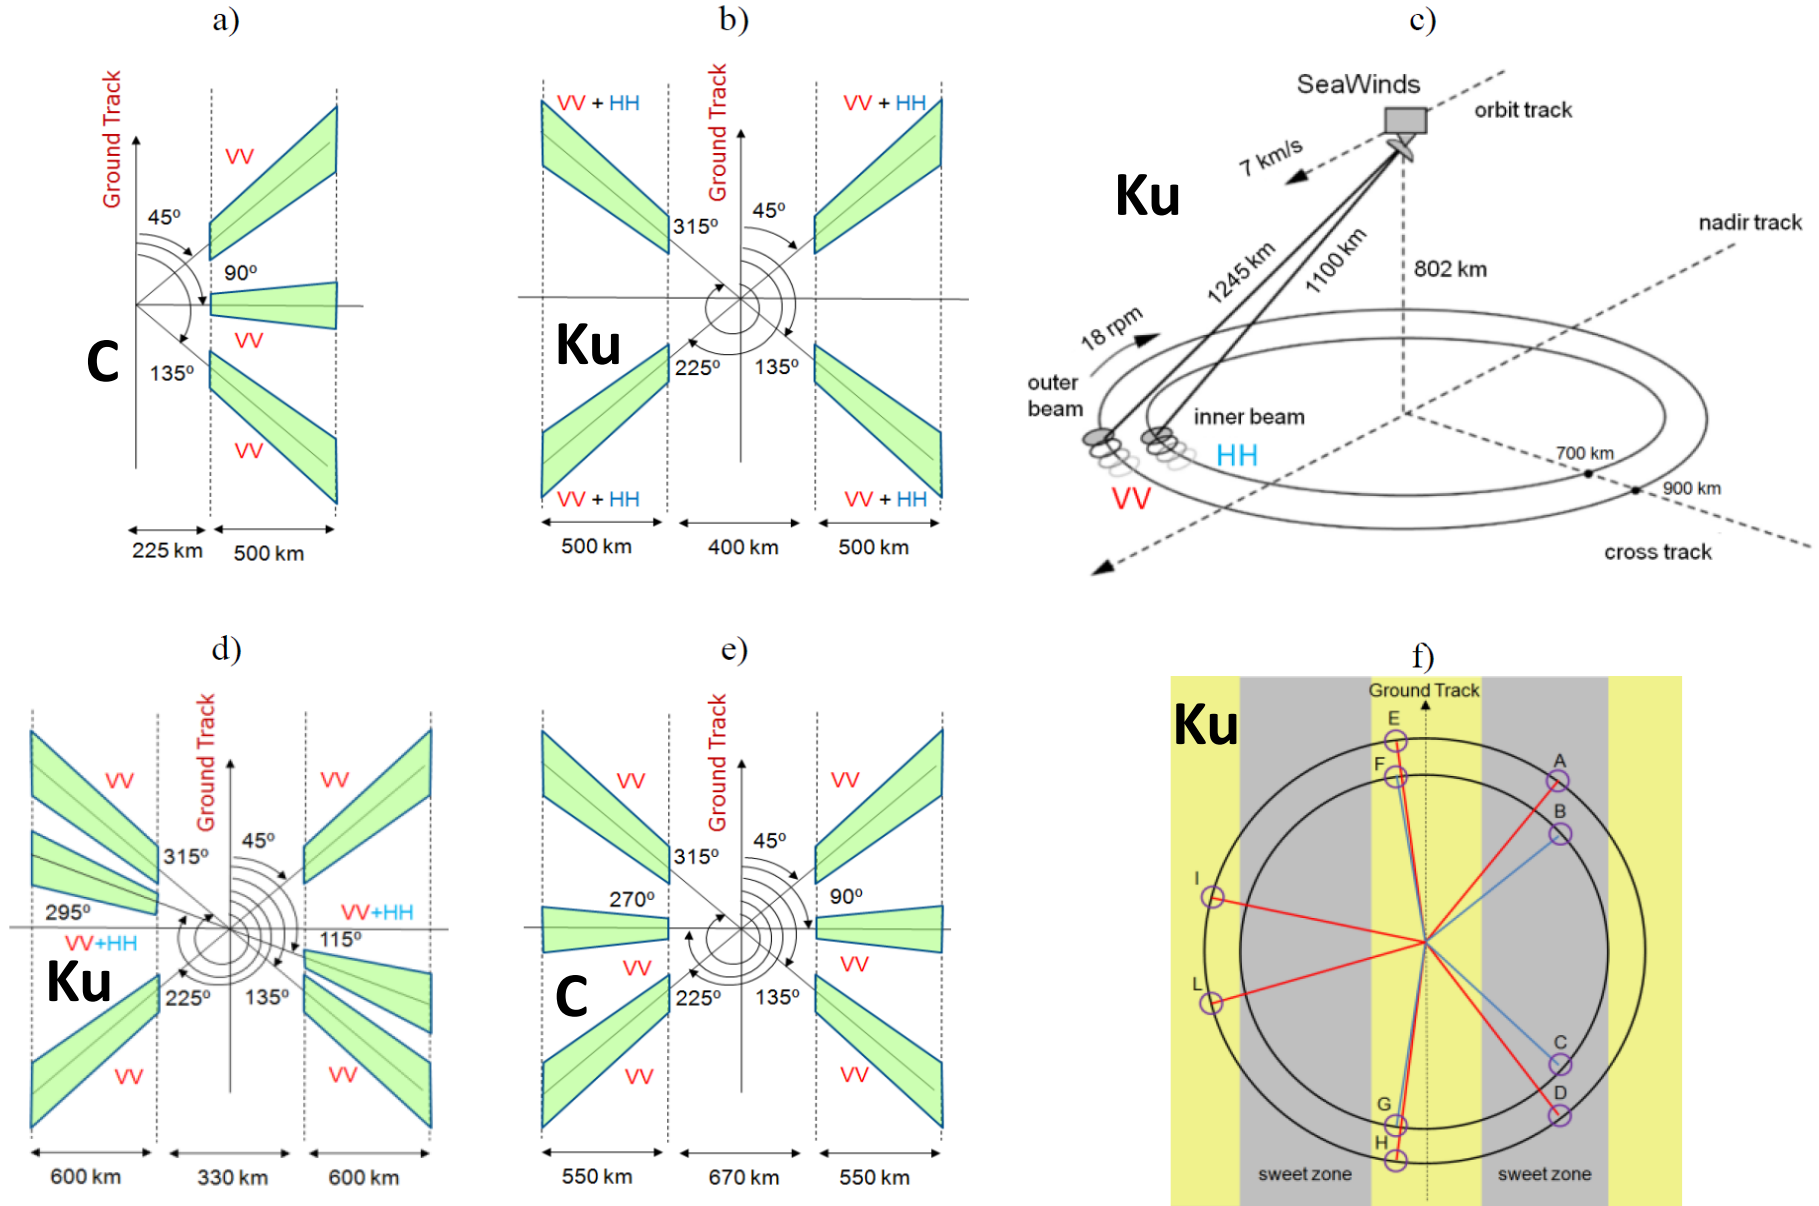 a)
Ground Track
VV
45º
90º
VV
C
135º
VV
225 km
500 km
b)
VV + HH
VV + HH
Ground Track
315º
45º
Ku
225º
135º
VV + HH
VV + HH
500 km
400 km
500 km
c)
SeaWinds
orbit track
7 km/s
Ku
nadir track
1245 km
1100 km
802 km
18 rpm
outer
beam
inner beam
HH
VV
700 km
900 km
cross track
d)
Ground Track
VV
VV
315º
45º
295º
VV+HH
VV+HH
115º
Ku
225º
135º
VV
VV
600 km
330 km
600 km
e)
Ground Track
VV
VV
315º
45º
270º
90º
VV
VV
C
225º
135º
VV
VV
550 km
670 km
550 km
f)
Ku
Ground Track
E
F
A
B
I
L
C
D
G
H
sweet zone
sweet zone